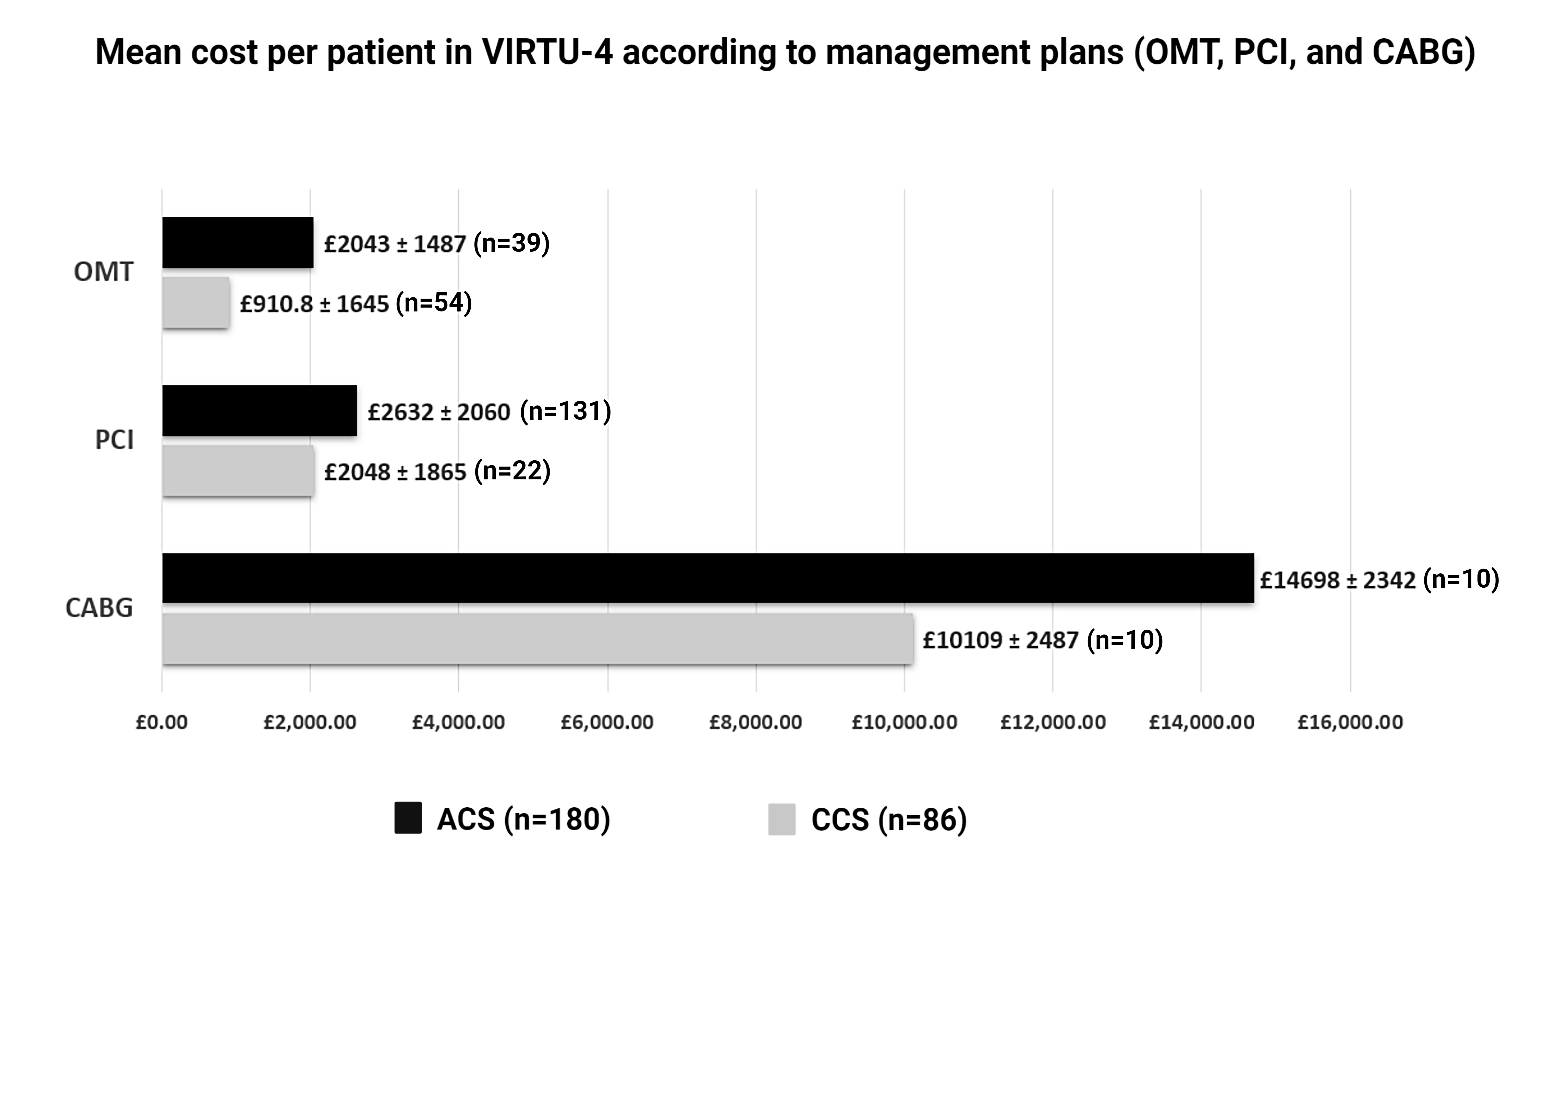 Mean cost per patient in VIRTU-4 according to management plans (OMT, PCI, and CABG)
OMT
£2043 ± 1487 (n=39)
£910.8 ± 1645 (n=54)
PCI
£2632 ± 2060 (n=131)
£2048 ± 1865 (n=22)
CABG
£14698 ± 2342 (n=10)
£10109 ± 2487 (n=10)
£0.00 £2,000.00 £4,000.00 £6,000.00 £8,000.00 £10,000.00 £12,000.00 £14,000.00 £16,000.00
ACS (n=180) CCS (n=86)